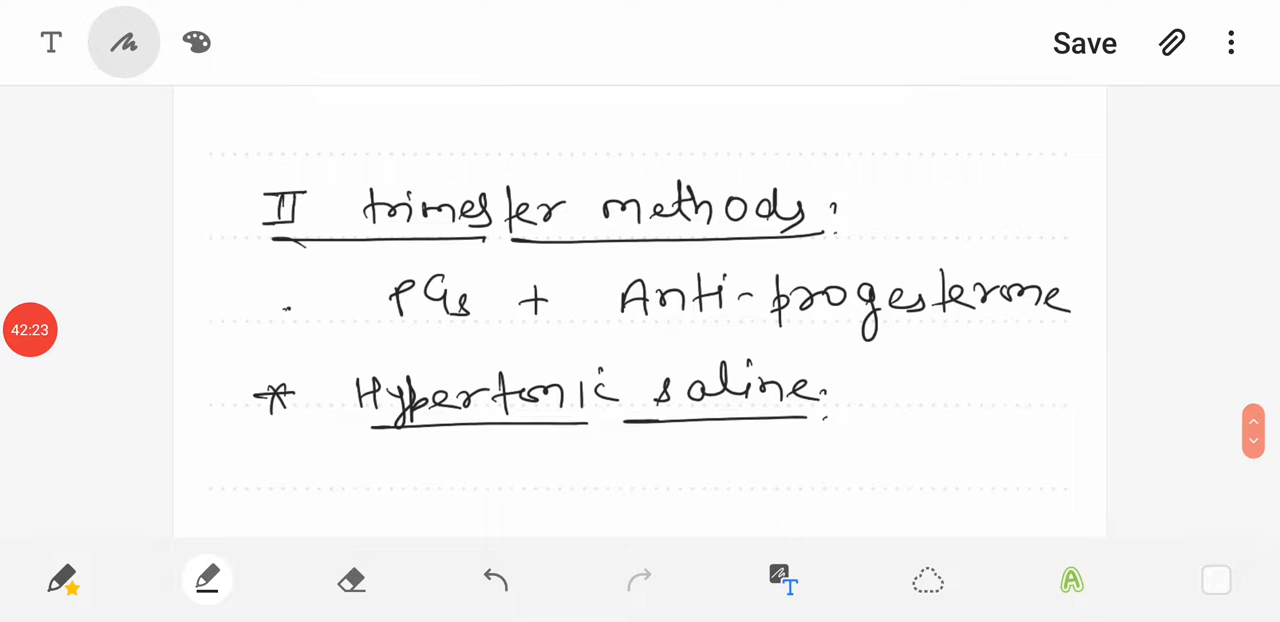 T Save
II trimester methods:
42:23
PGs + Anti-progesterone
* Hypertonic saline:
T
A